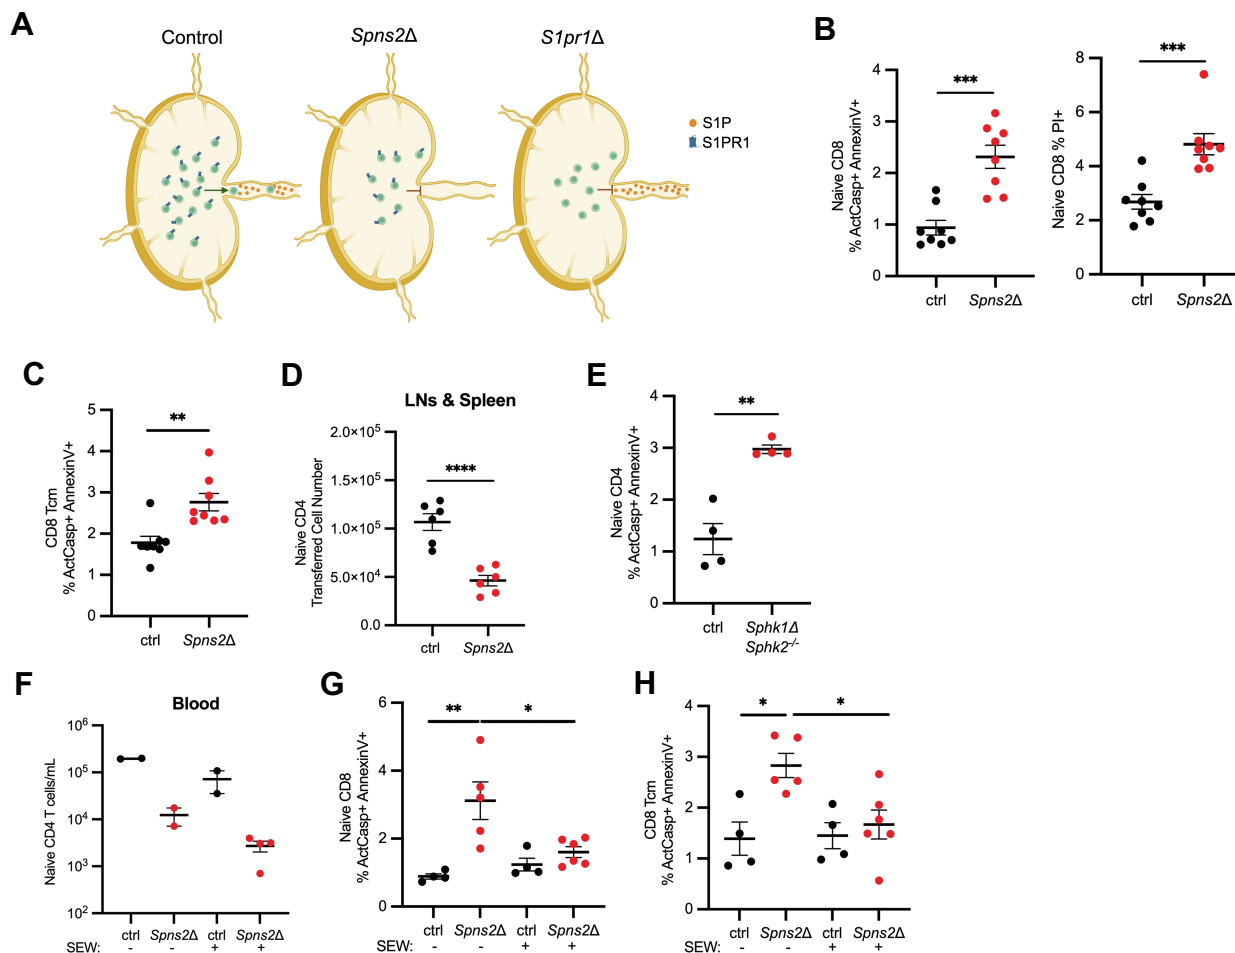 A
Control
Spns2Δ
S1pr1Δ
S1P
S1PR1
B
Naive CD8
% ActCasp+ AnnexinV+
4
3
2
1
0
***
ctrl
Spns2Δ
Naive CD8 % PI+
8
6
4
2
0
***
ctrl
Spns2Δ
C
CD8 Tcm
% ActCasp+ AnnexinV+
5
4
3
2
1
0
**
ctrl
Spns2Δ
D
LNs & Spleen
Naive CD4
Transferred Cell Number
2.0×10⁵
1.5×10⁵
1.0×10⁵
5.0×10⁴
0.0
****
ctrl
Spns2Δ
E
Naive CD4
% ActCasp+ AnnexinV+
4
3
2
1
0
**
ctrl
Sphk1Δ
Sphk2⁻/⁻
F
Blood
Naive CD4 T cells/mL
10⁶
10⁵
10⁴
10³
10²
ctrl Spns2Δ ctrl Spns2Δ
SEW: - - + +
G
Naive CD8
% ActCasp+ AnnexinV+
6
4
2
0
** *
ctrl Spns2Δ ctrl Spns2Δ
SEW: - - + +
H
CD8 Tcm
% ActCasp+ AnnexinV+
4
3
2
1
0
* *
ctrl Spns2Δ ctrl Spns2Δ
SEW: - - + +